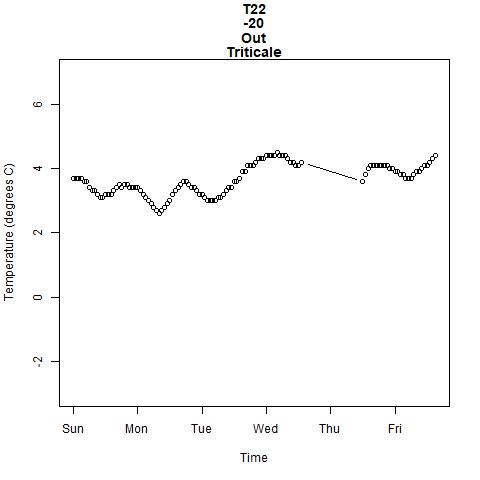 T22
-20
Out
Triticale
Temperature (degrees C)
6
4
2
0
-2
Sun Mon Tue Wed Thu Fri
Time